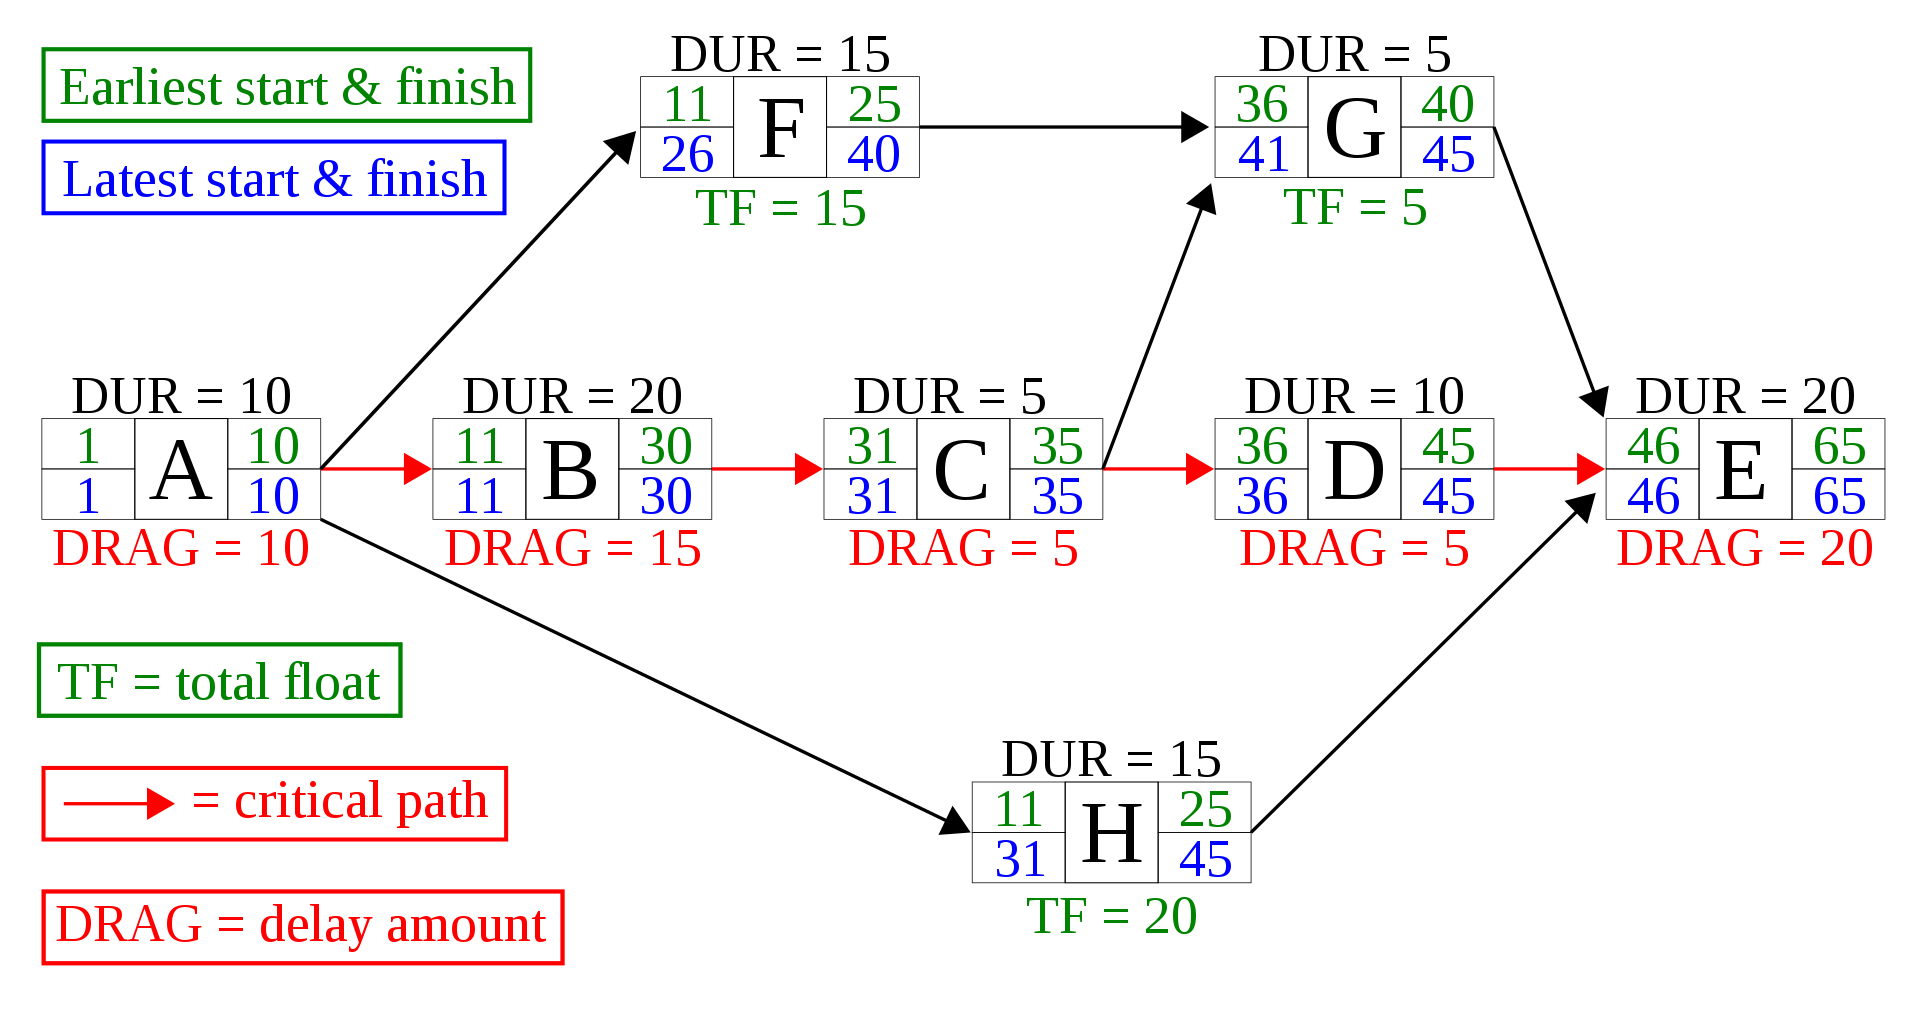 Earliest start & finish
Latest start & finish
DUR = 15
11 F 25
26 40
TF = 15
DUR = 5
36 G 40
41 45
TF = 5
DUR = 10
1 A 10
1 10
DRAG = 10
DUR = 20
11 B 30
11 30
DRAG = 15
DUR = 5
31 C 35
31 35
DRAG = 5
DUR = 10
36 D 45
36 45
DRAG = 5
DUR = 20
46 E 65
46 65
DRAG = 20
DUR = 15
11 H 25
31 45
TF = 20
TF = total float
= critical path
DRAG = delay amount